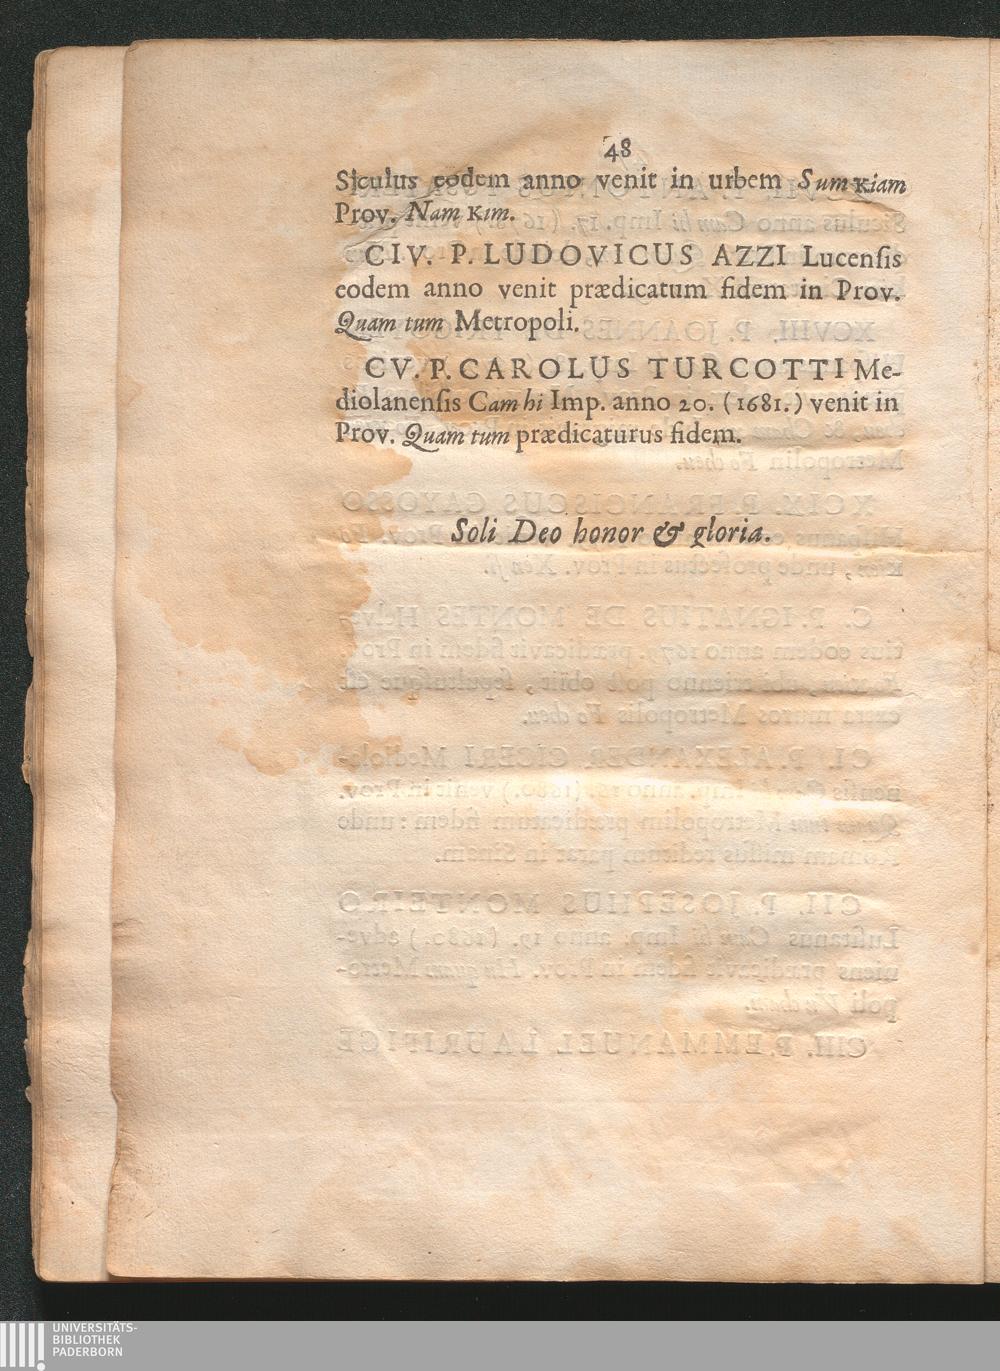 48
Siculus eodem anno venit in urbem Sum Kiam
Prov. Nam Kim.
CIV. P. LUDOVICUS AZZI Lucenſis
eodem anno venit prædicatum fidem in Prov.
Quam tum Metropoli.
CV. P. CAROLUS TURCOTTI Me-
diolanenſis Cam hi Imp. anno 20. (1681.) venit in
Prov. Quam tum prædicaturus fidem.
Soli Deo honor & gloria.
UNIVERSITÄTS-
BIBLIOTHEK
PADERBORN